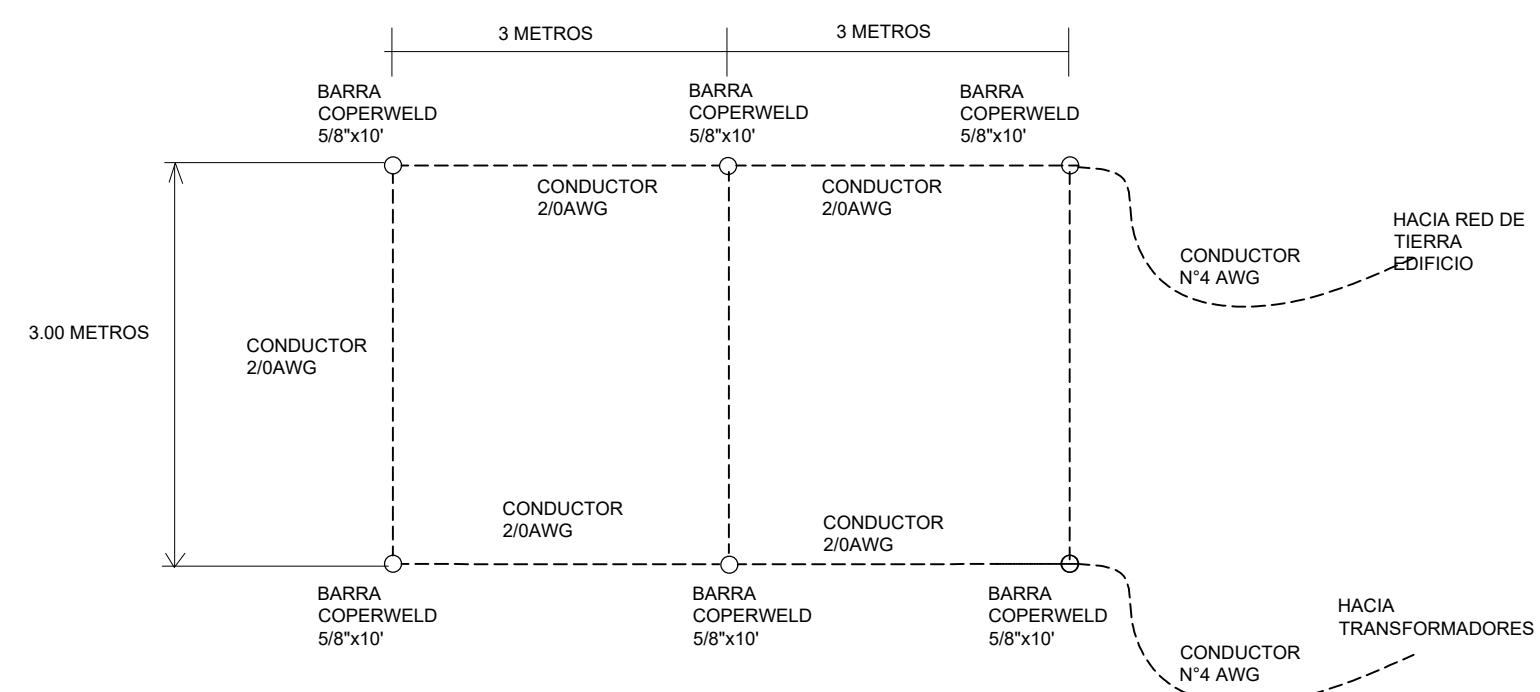 3 METROS
3 METROS
BARRA
COPERWELD
5/8"x10'
BARRA
COPERWELD
5/8"x10'
BARRA
COPERWELD
5/8"x10'
CONDUCTOR
2/0AWG
CONDUCTOR
2/0AWG
HACIA RED DE
TIERRA
EDIFICIO
CONDUCTOR
N°4 AWG
3.00 METROS
CONDUCTOR
2/0AWG
CONDUCTOR
2/0AWG
CONDUCTOR
2/0AWG
BARRA
COPERWELD
5/8"x10'
BARRA
COPERWELD
5/8"x10'
BARRA
COPERWELD
5/8"x10'
HACIA
TRANSFORMADORES
CONDUCTOR
N°4 AWG